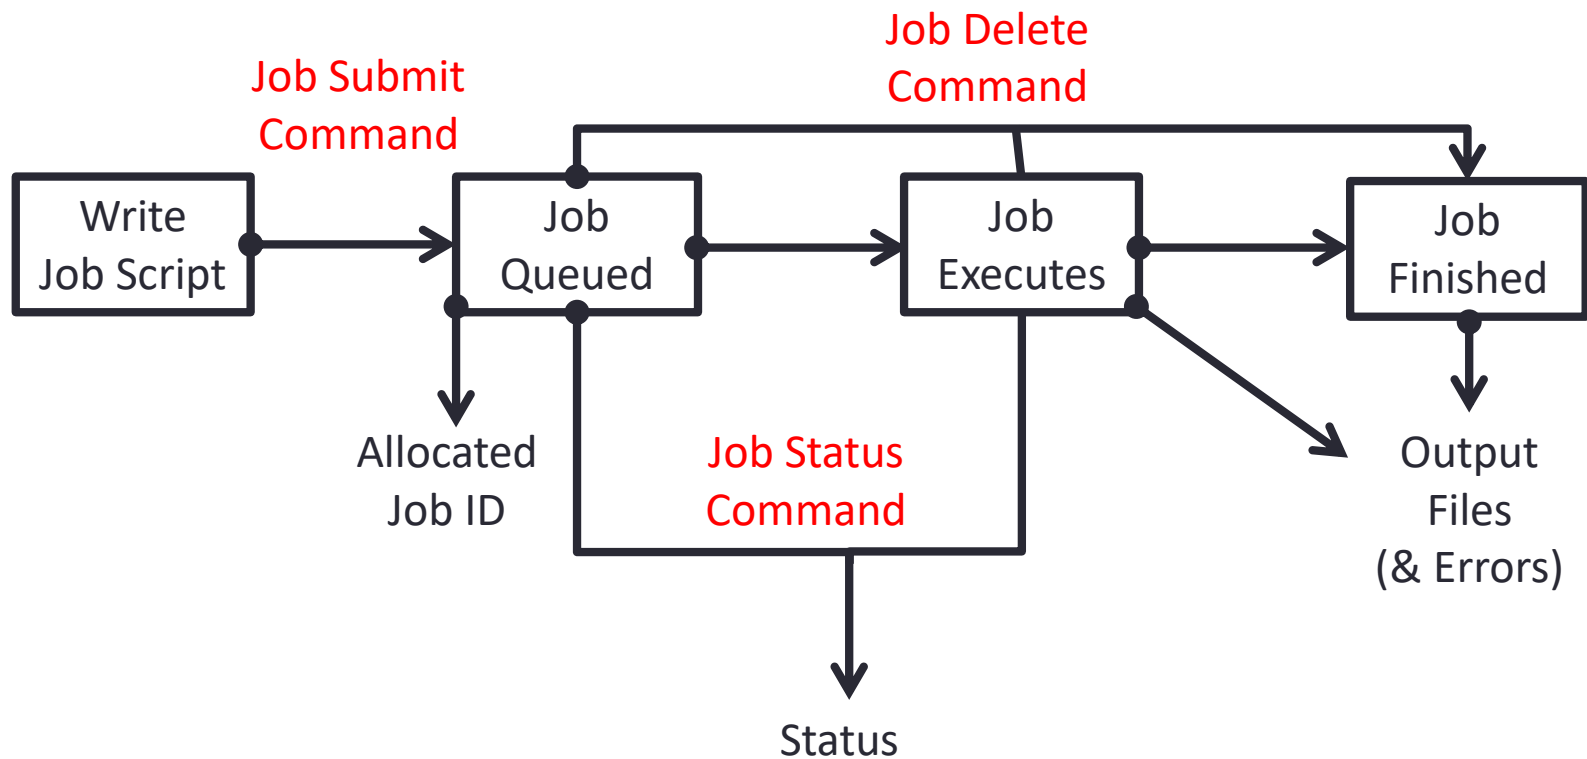 Job Submit
Command
Job Delete
Command
Write
Job Script
Job
Queued
Job
Executes
Job
Finished
Allocated
Job ID
Job Status
Command
Output
Files
(& Errors)
Status